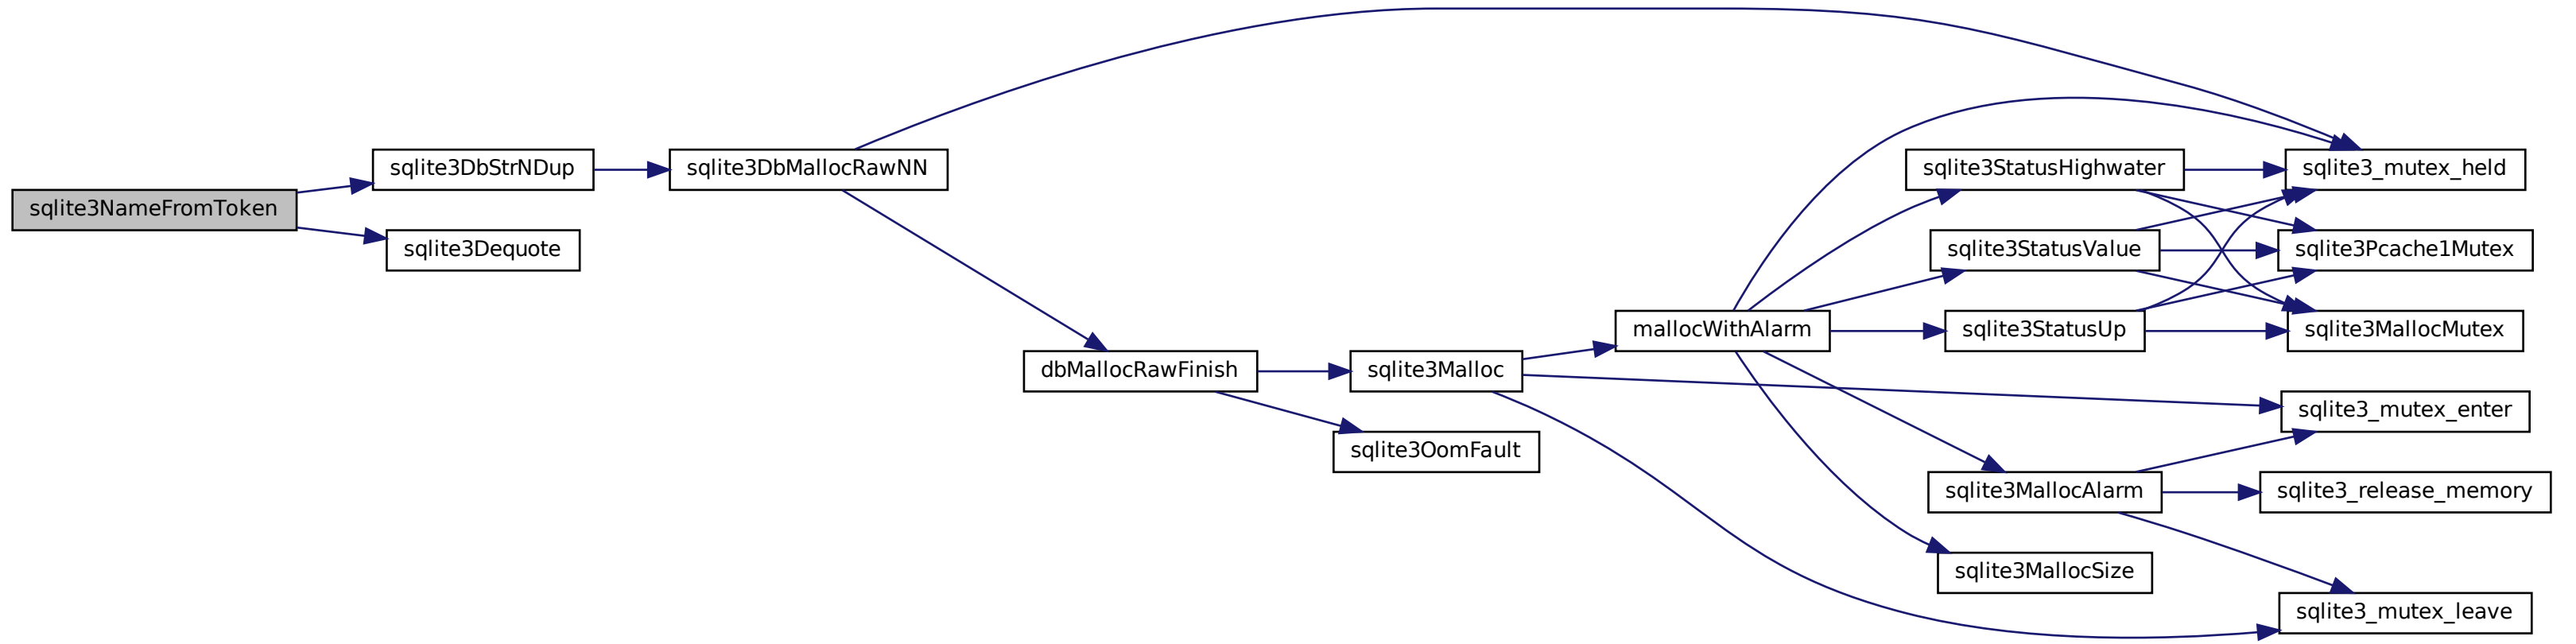 sqlite3NameFromToken
sqlite3DbStrNDup
sqlite3Dequote
sqlite3DbMallocRawNN
dbMallocRawFinish
sqlite3Malloc
sqlite3OomFault
mallocWithAlarm
sqlite3StatusHighwater
sqlite3StatusValue
sqlite3StatusUp
sqlite3MallocAlarm
sqlite3MallocSize
sqlite3_mutex_held
sqlite3Pcache1Mutex
sqlite3MallocMutex
sqlite3_mutex_enter
sqlite3_release_memory
sqlite3_mutex_leave